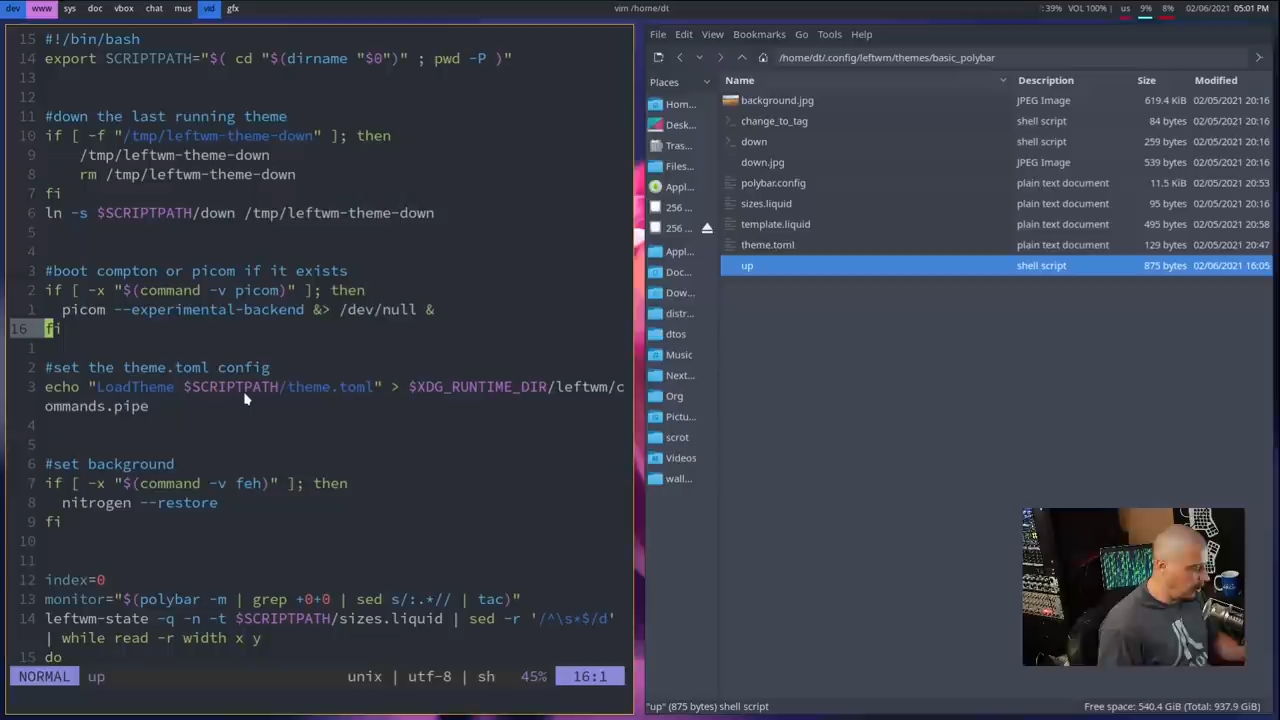 dev www sys doc vbox chat mus vid gfx
vim /home/dt
: 39% VOL 100% us 9% 8% 02/06/2021 05:01 PM
15 #!/bin/bash
14 export SCRIPTPATH="$( cd "$(dirname "$0")" ; pwd -P )"
13
12
11 #down the last running theme
10 if [ -f "/tmp/leftwm-theme-down" ]; then
9 /tmp/leftwm-theme-down
8 rm /tmp/leftwm-theme-down
7 fi
6 ln -s $SCRIPTPATH/down /tmp/leftwm-theme-down
5
4
3 #boot compton or picom if it exists
2 if [ -x "$(command -v picom)" ]; then
1 picom --experimental-backend &> /dev/null &
16 fi
1
2 #set the theme.toml config
3 echo "LoadTheme $SCRIPTPATH/theme.toml" > $XDG_RUNTIME_DIR/leftwm/c
ommands.pipe
4
5
6 #set background
7 if [ -x "$(command -v feh)" ]; then
8 nitrogen --restore
9 fi
10
11
12 index=0
13 monitor="$(polybar -m | grep +0+0 | sed s/:.*// | tac)"
14 leftwm-state -q -n -t $SCRIPTPATH/sizes.liquid | sed -r '/^\s*$/d'
| while read -r width x y
15 do
NORMAL up unix | utf-8 | sh 45% 16:1
File Edit View Bookmarks Go Tools Help
/home/dt/.config/leftwm/themes/basic_polybar
Places
Hom...
Desk...
Tras...
Files...
Appl...
256 ...
256 ...
Appl...
Doc...
Dow...
distr...
dtos
Music
Next...
Org
Pictu...
scrot
Videos
wall...
Name Description Size Modified
background.jpg JPEG Image 619.4 KiB 02/05/2021 20:16
change_to_tag shell script 84 bytes 02/05/2021 20:16
down shell script 259 bytes 02/05/2021 20:16
down.jpg JPEG Image 539 bytes 02/05/2021 20:16
polybar.config plain text document 11.5 KiB 02/05/2021 20:53
sizes.liquid plain text document 95 bytes 02/05/2021 20:16
template.liquid plain text document 495 bytes 02/05/2021 20:58
theme.toml plain text document 129 bytes 02/05/2021 20:47
up shell script 875 bytes 02/06/2021 16:05
"up" (875 bytes) shell script Free space: 540.4 GiB (Total: 937.9 GiB)